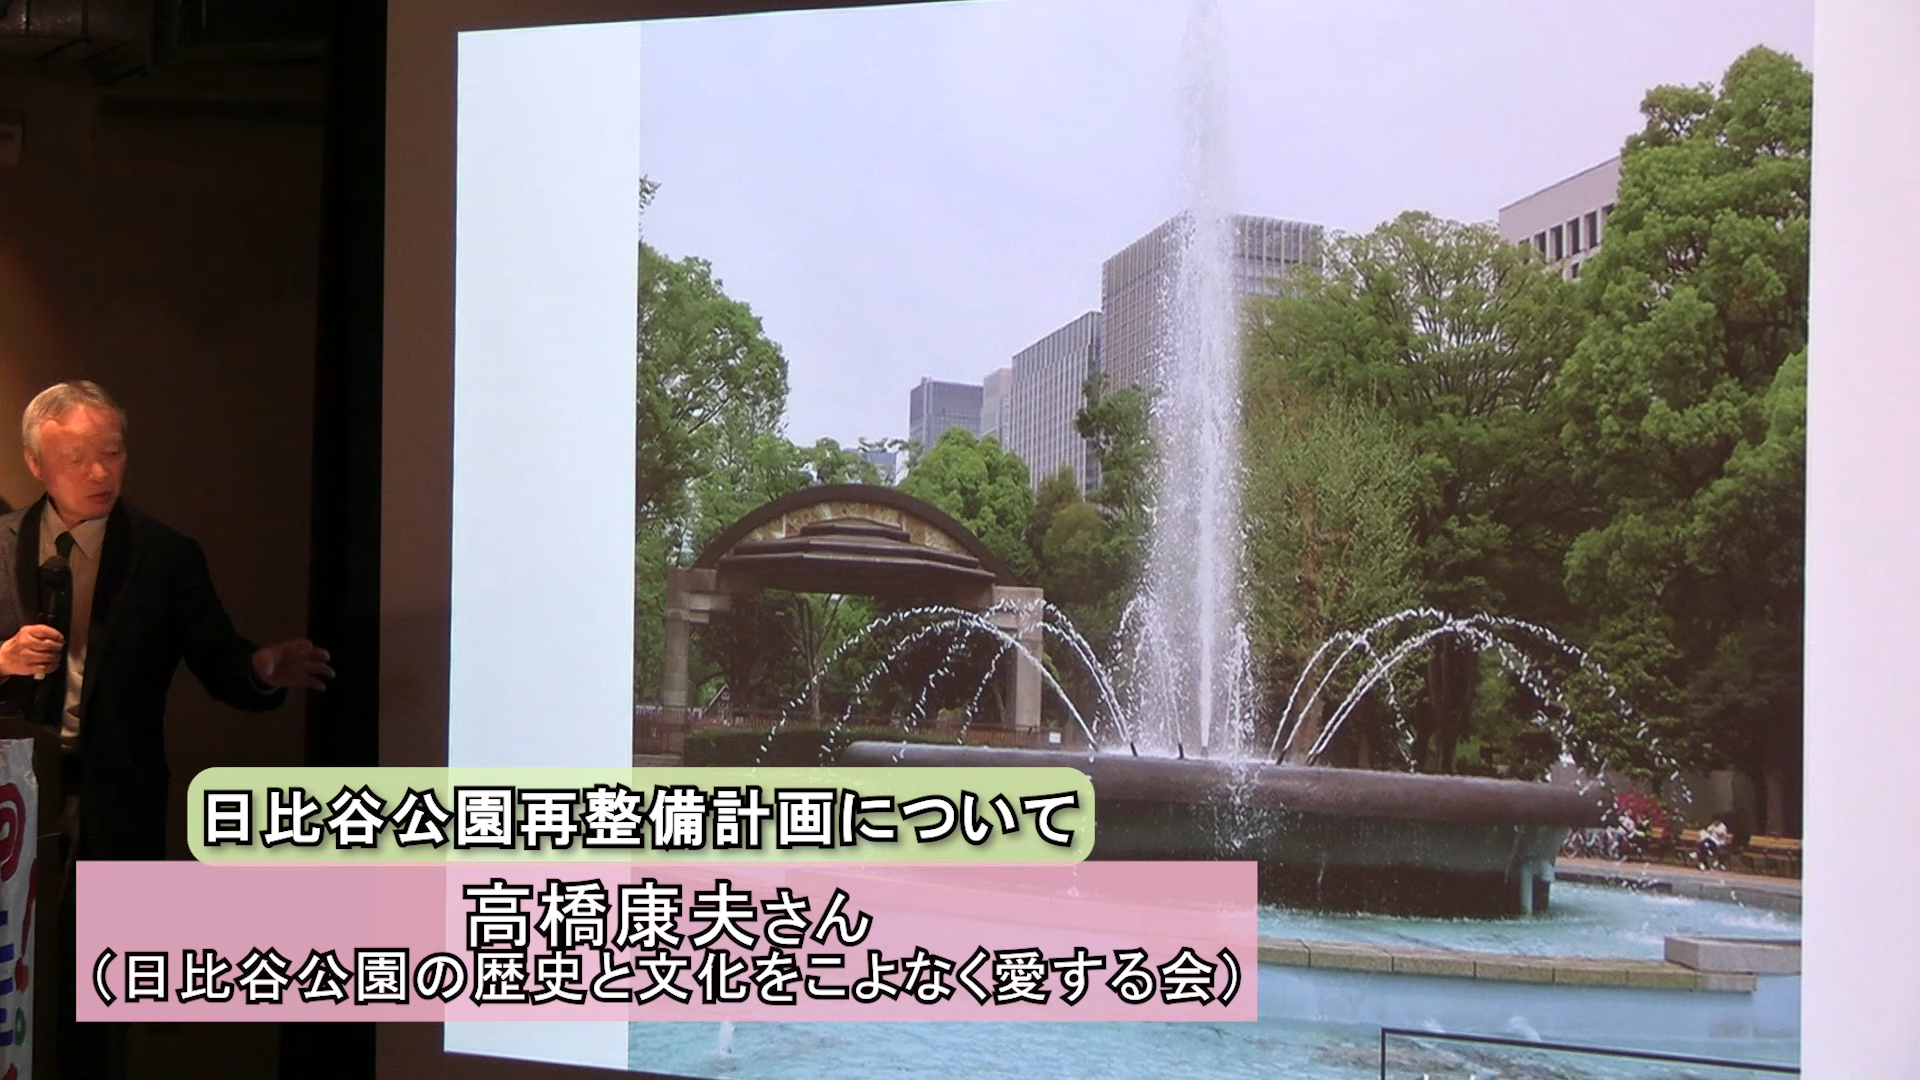 日比谷公園再整備計画について
高橋康夫さん
（日比谷公園の歴史と文化をこよなく愛する会）